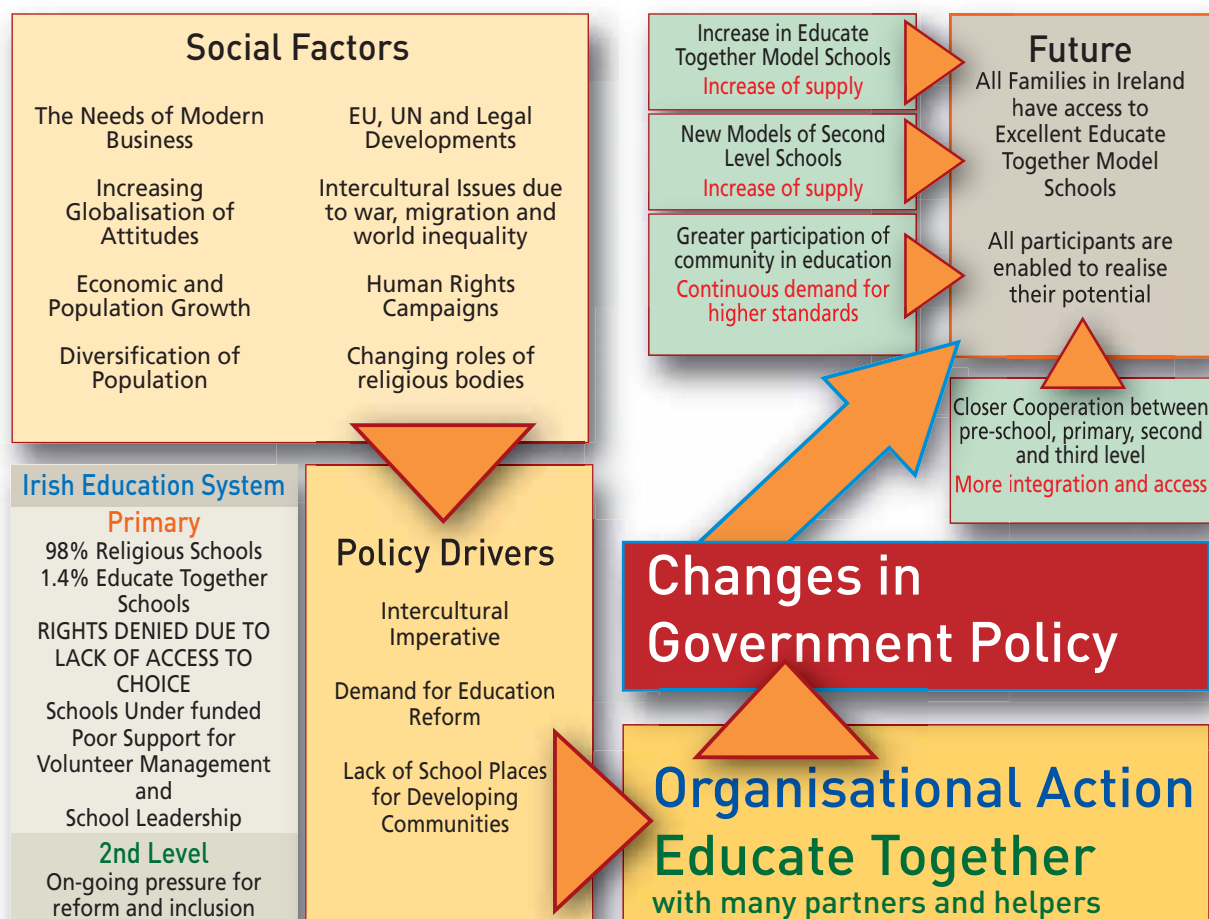 Social Factors
The Needs of Modern
Business
Increasing
Globalisation of
Attitudes
Economic and
Population Growth
Diversification of
Population
EU, UN and Legal
Developments
Intercultural Issues due
to war, migration and
world inequality
Human Rights
Campaigns
Changing roles of
religious bodies
Increase in Educate
Together Model Schools
Increase of supply
New Models of Second
Level Schools
Increase of supply
Greater participation of
community in education
Continuous demand for
higher standards
Future
All Families in Ireland
have access to
Excellent Educate
Together Model
Schools
All participants are
enabled to realise
their potential
Closer Cooperation between
pre-school, primary, second
and third level
More integration and access
Irish Education System
Primary
98% Religious Schools
1.4% Educate Together
Schools
RIGHTS DENIED DUE TO
LACK OF ACCESS TO
CHOICE
Schools Under funded
Poor Support for
Volunteer Management
and
School Leadership
2nd Level
On-going pressure for
reform and inclusion
Policy Drivers
Intercultural
Imperative
Demand for Education
Reform
Lack of School Places
for Developing
Communities
Changes in
Government Policy
Organisational Action
Educate Together
with many partners and helpers